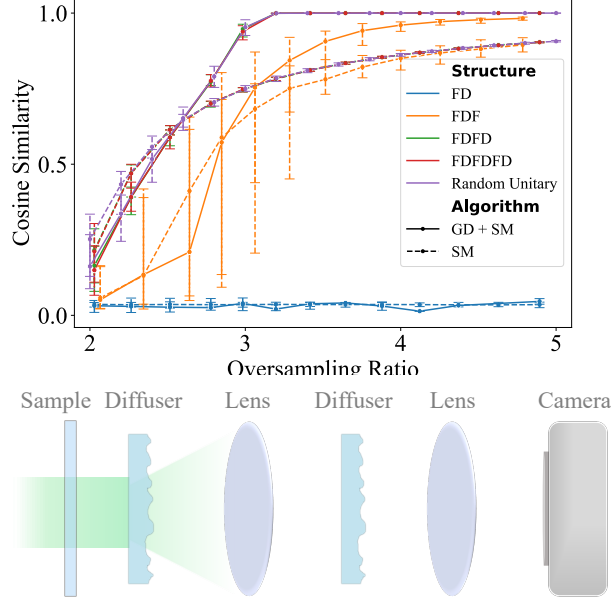 1.0
0.5
0.0
Cosine Similarity
2
3
4
5
Oversampling Ratio
Structure
FD
FDF
FDFD
FDFDFD
Random Unitary
Algorithm
GD + SM
SM
Sample Diffuser Lens Diffuser Lens Camera